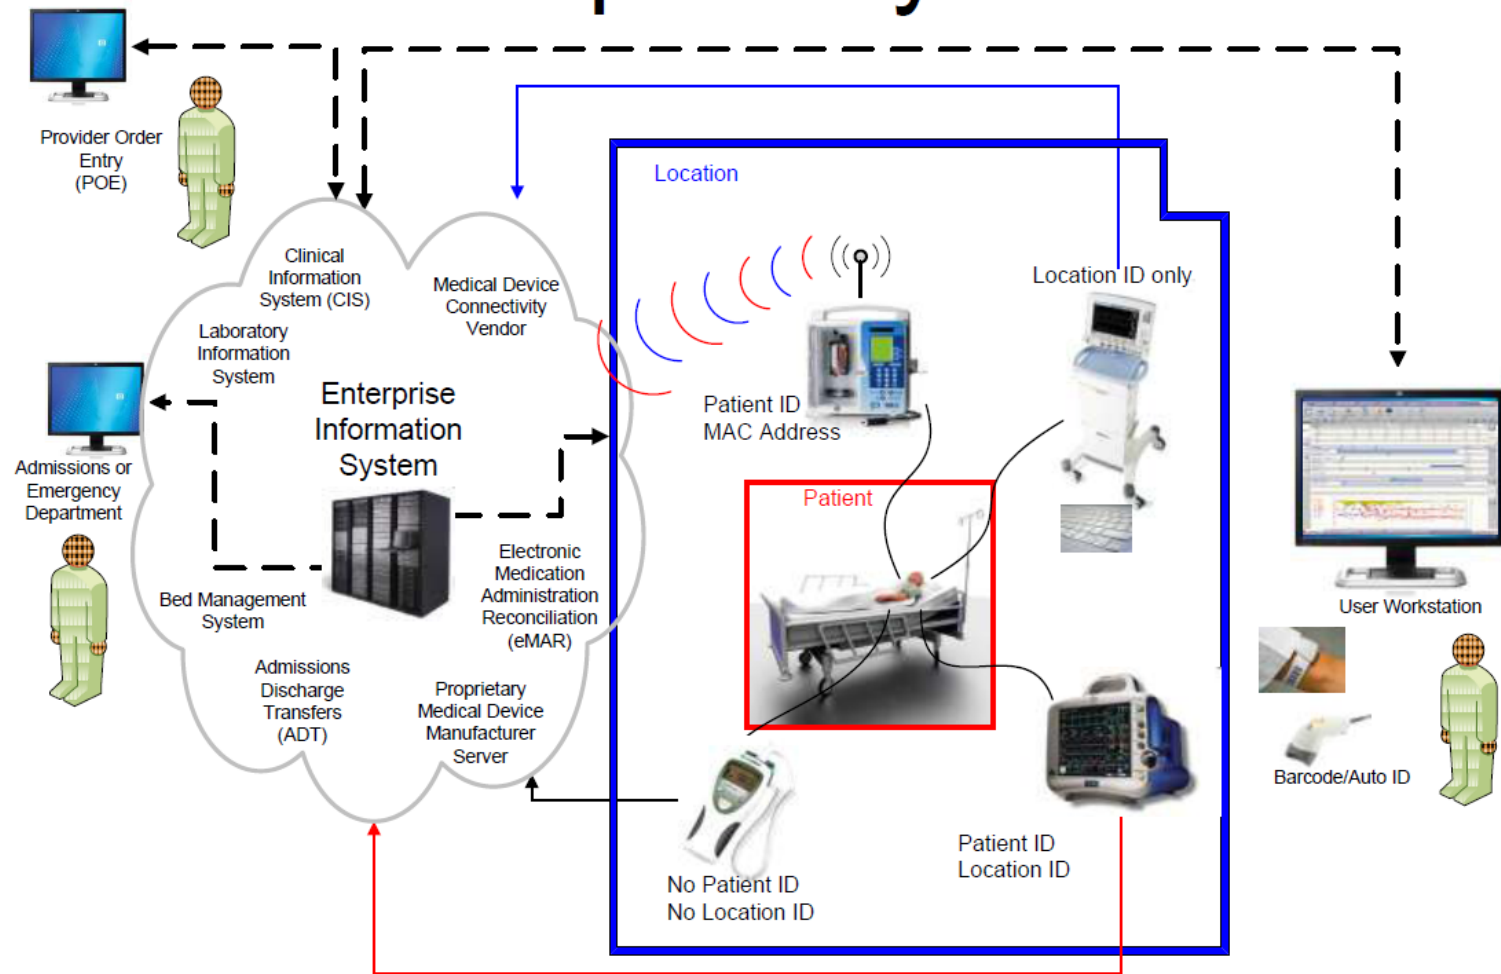 Provider Order
Entry
(POE)
Location
Clinical
Information
System (CIS)
Medical Device
Connectivity
Vendor
Location ID only
Laboratory
Information
System
Enterprise
Information
System
Patient ID
MAC Address
Admissions or
Emergency
Department
Patient
Electronic
Medication
Administration
Reconciliation
(eMAR)
Bed Management
System
User Workstation
Admissions
Discharge
Transfers
(ADT)
Proprietary
Medical Device
Manufacturer
Server
Barcode/Auto ID
Patient ID
Location ID
No Patient ID
No Location ID